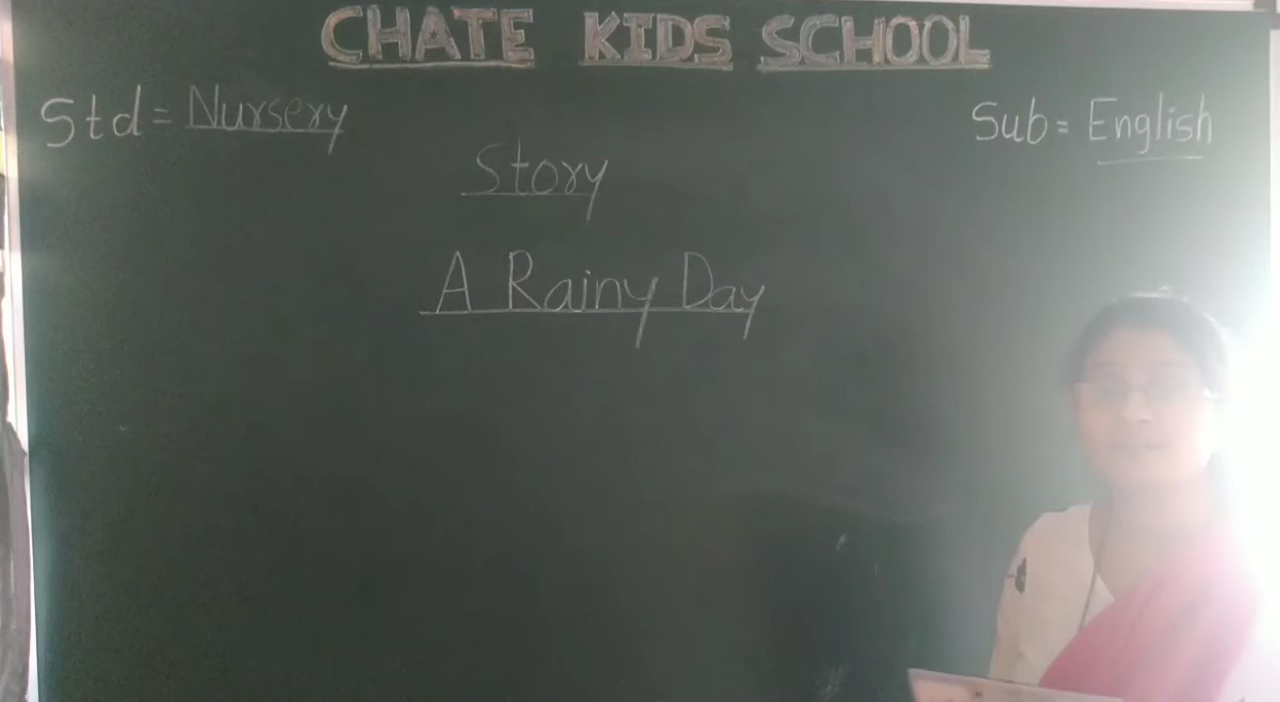 CHATE KIDS SCHOOL
Std = Nursery
Sub = English
Story
A Rainy Day